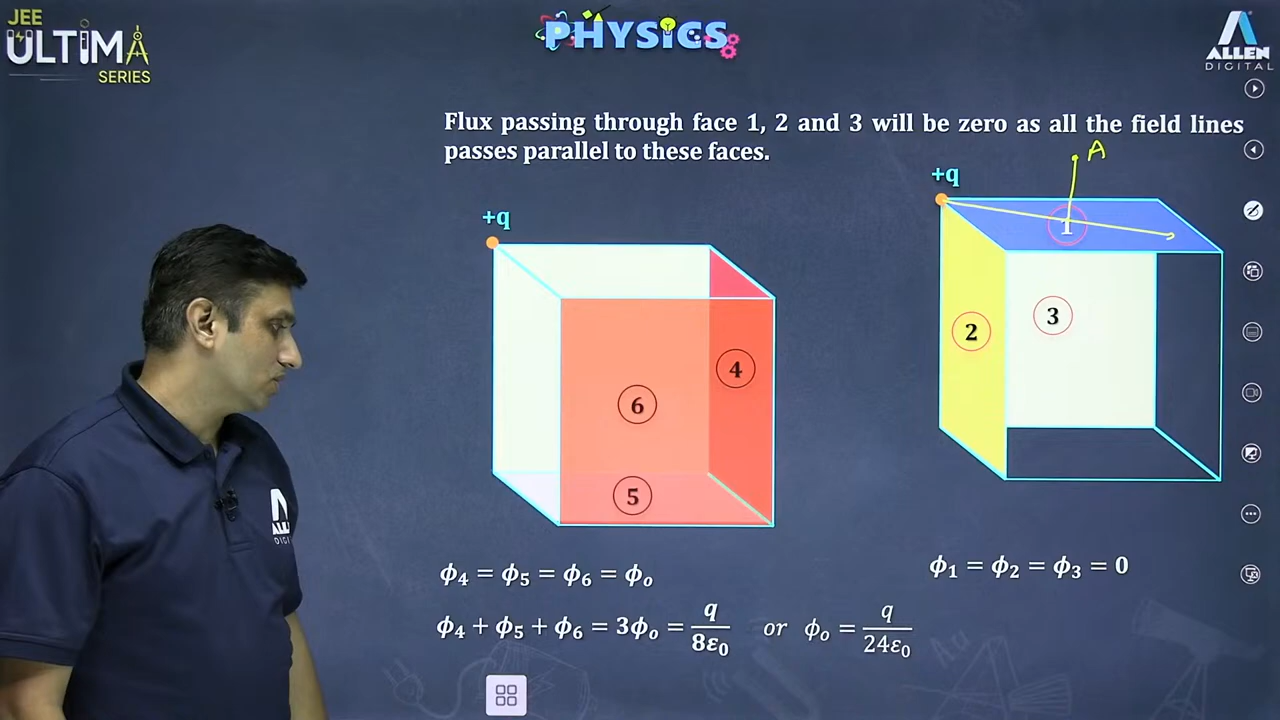 JEE
ULTIMA
SERIES
PHYSICS
ALLEN
DIGITAL
Flux passing through face 1, 2 and 3 will be zero as all the field lines
passes parallel to these faces.
A
+q
+q
1
2
3
4
6
5
ALLE
DIGI
ϕ₄ = ϕ₅ = ϕ₆ = ϕₒ
ϕ₁ = ϕ₂ = ϕ₃ = 0
ϕ₄ + ϕ₅ + ϕ₆ = 3ϕₒ = q/8ε₀ or ϕₒ = q/24ε₀